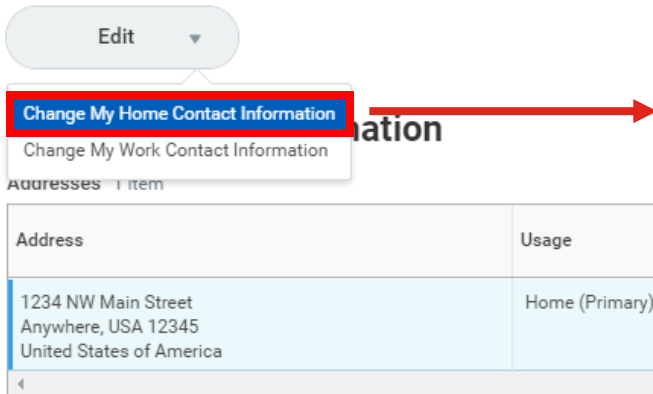 Edit
Change My Home Contact Information
Change My Work Contact Information
Addresses 1 item
Address Usage
1234 NW Main Street Home (Primary)
Anywhere, USA 12345
United States of America